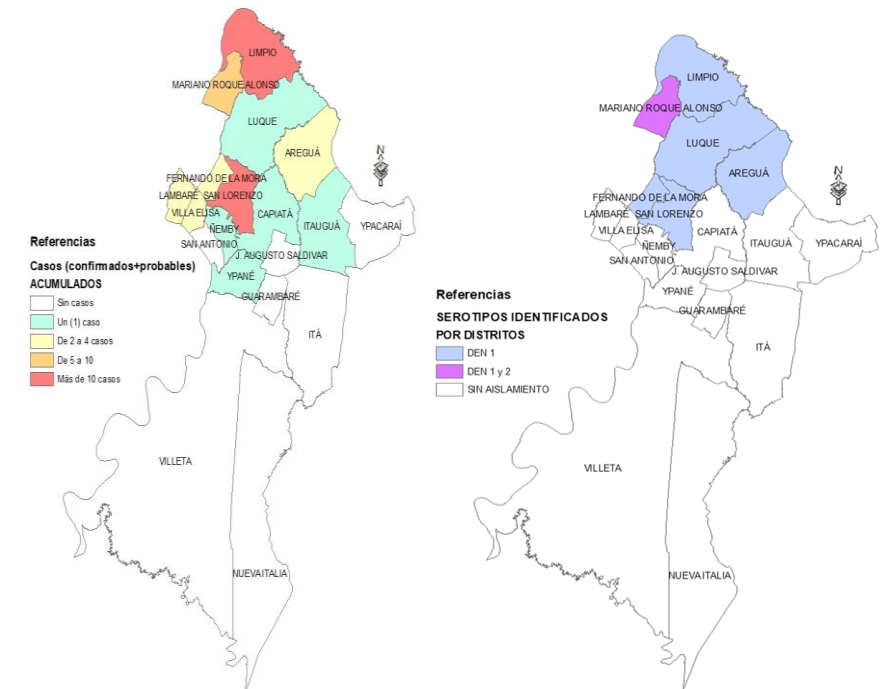 LIMPIO
MARIANO ROQUE ALONSO
LUQUE
AREGUÁ
N
FERNANDO DE LA MORA
LAMBARÉ SAN LORENZO
VILLA ELISA
CAPIATÁ
ITAUGUÁ
YPACARAÍ
ÑEMBY
SAN ANTONIO
J. AUGUSTO SALDIVAR
YPANÉ
GUARAMBARÉ
ITÁ
VILLETA
NUEVA ITALIA
Referencias
Casos (confirmados+probables)
ACUMULADOS
Sin casos
Un (1) caso
De 2 a 4 casos
De 5 a 10
Más de 10 casos
LIMPIO
MARIANO ROQUE ALONSO
LUQUE
AREGUÁ
N
FERNANDO DE LA MORA
LAMBARÉ SAN LORENZO
VILLA ELISA
CAPIATÁ
ITAUGUÁ
YPACARAÍ
ÑEMBY
SAN ANTONIO
J. AUGUSTO SALDIVAR
YPANÉ
GUARAMBARÉ
ITÁ
VILLETA
NUEVA ITALIA
Referencias
SEROTIPOS IDENTIFICADOS
POR DISTRITOS
DEN 1
DEN 1 y 2
SIN AISLAMIENTO